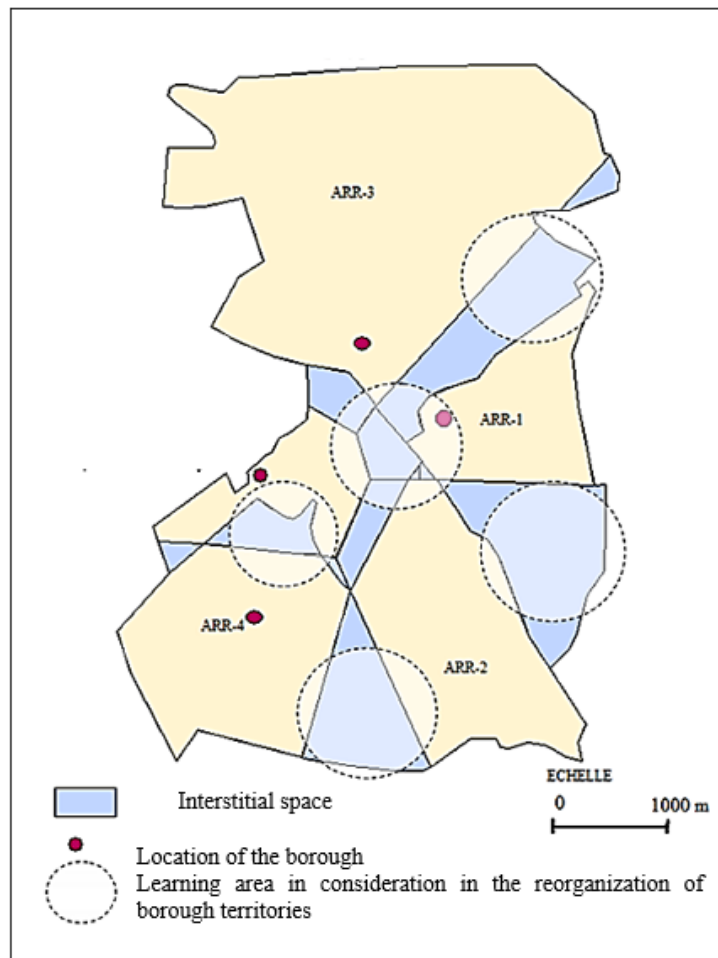 ARR-3
ARR-1
ARR-4
ARR-2
ECHELLE
0 1000 m
Interstitial space
Location of the borough
Learning area in consideration in the reorganization of
borough territories